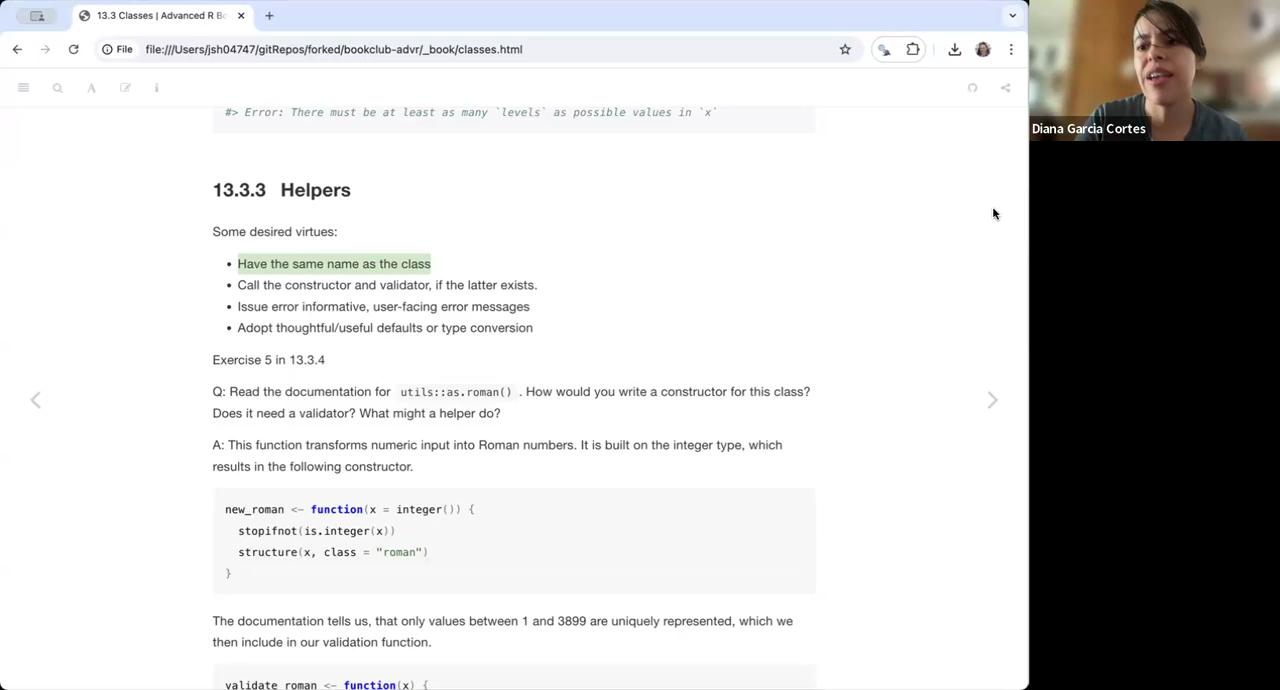 13.3 Classes | Advanced R Bo
File file:///Users/jsh04747/gitRepos/forked/bookclub-advr/_book/classes.html
#> Error: There must be at least as many `levels` as possible values in `x`
13.3.3 Helpers
Some desired virtues:
• Have the same name as the class
• Call the constructor and validator, if the latter exists.
• Issue error informative, user-facing error messages
• Adopt thoughtful/useful defaults or type conversion
Exercise 5 in 13.3.4
Q: Read the documentation for utils::as.roman() . How would you write a constructor for this class?
Does it need a validator? What might a helper do?
A: This function transforms numeric input into Roman numbers. It is built on the integer type, which
results in the following constructor.
new_roman <- function(x = integer()) {
stopifnot(is.integer(x))
structure(x, class = "roman")
}
The documentation tells us, that only values between 1 and 3899 are uniquely represented, which we
then include in our validation function.
validate_roman <- function(x) {
Diana Garcia Cortes